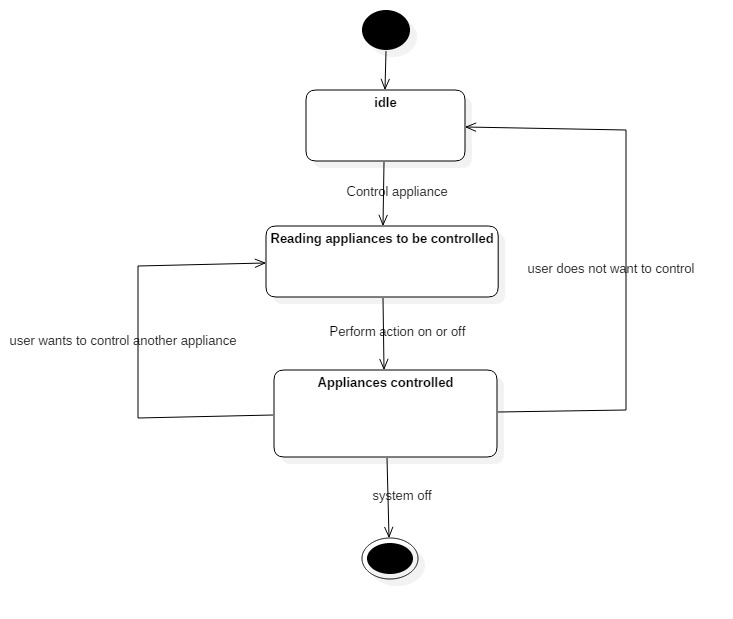 idle
Control appliance
Reading appliances to be controlled
user does not want to control
Perform action on or off
user wants to control another appliance
Appliances controlled
system off